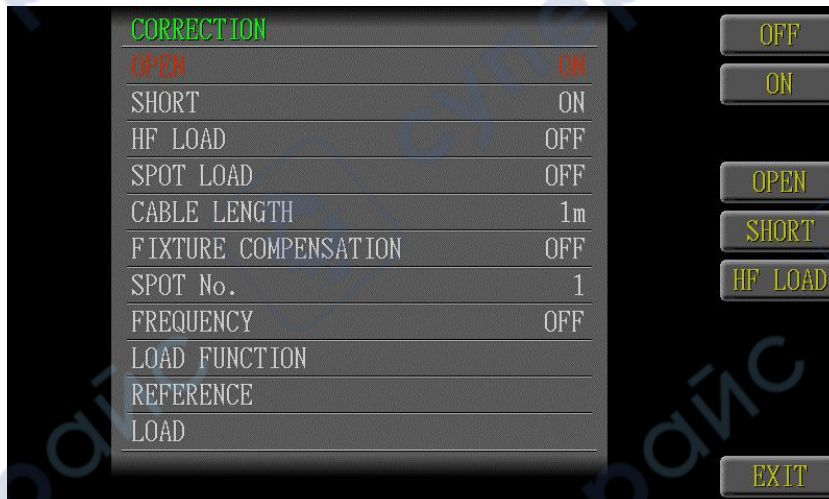 CORRECTION
OPEN ON
SHORT ON
HF LOAD OFF
SPOT LOAD OFF
CABLE LENGTH 1m
FIXTURE COMPENSATION OFF
SPOT No. 1
FREQUENCY OFF
LOAD FUNCTION
REFERENCE
LOAD
OFF
ON
OPEN
SHORT
HF LOAD
EXIT